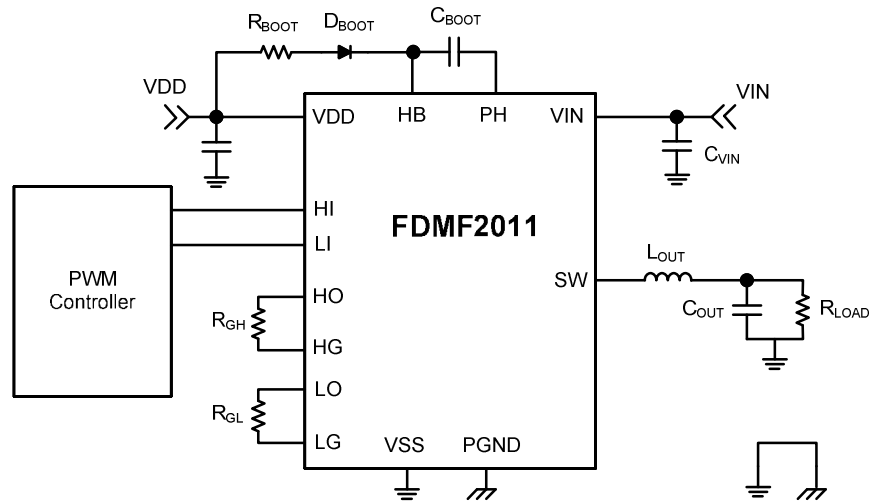 RBOOT
DBOOT
CBOOT
VDD
VIN
VDD
HB
PH
VIN
CVIN
HI
LI
FDMF2011
PWM
Controller
LOUT
SW
HO
RGH
HG
COUT
RLOAD
LO
RGL
LG
VSS
PGND